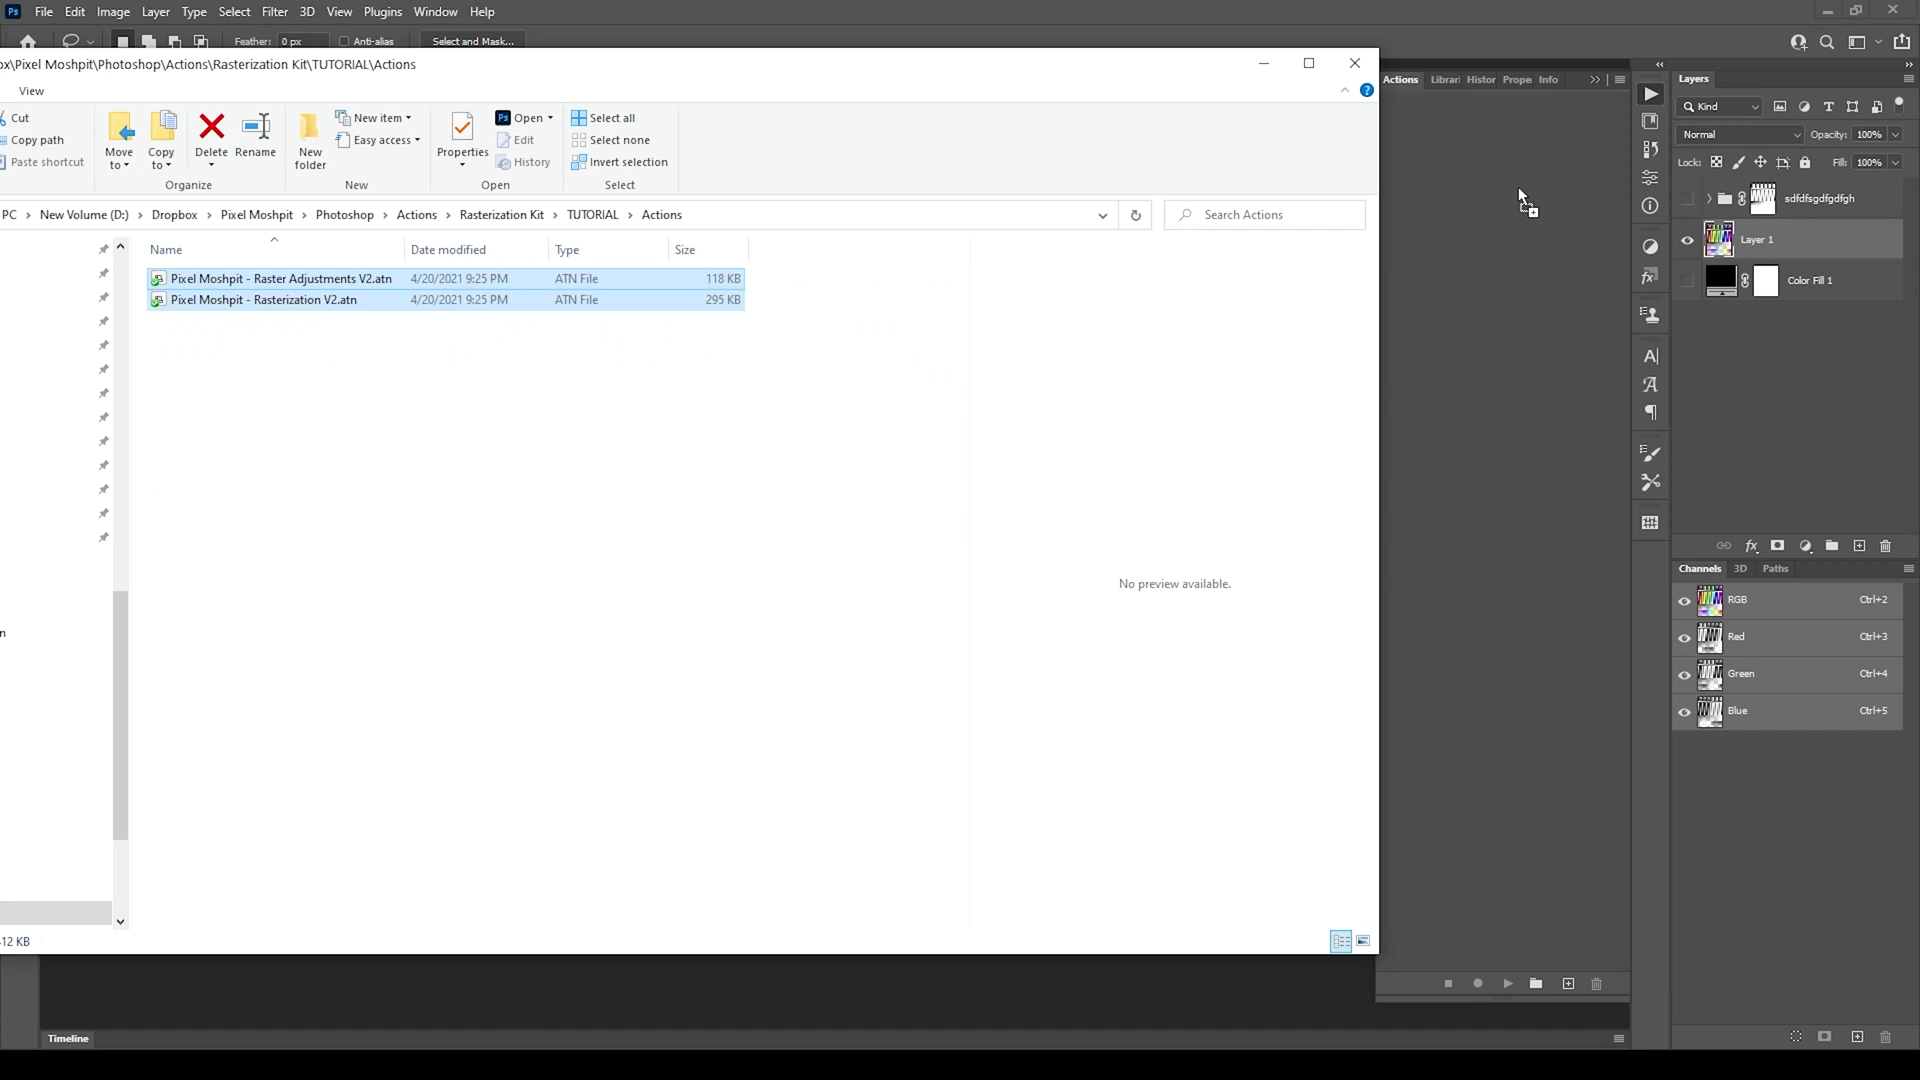 Ps File Edit Image Layer Type Select Filter 3D View Plugins Window Help
Feather: 0 px Anti-alias Select and Mask...
ox\Pixel Moshpit\Photoshop\Actions\Rasterization Kit\TUTORIAL\Actions
View
Cut
Copy path
Paste shortcut
Move to
Copy to
Delete
Rename
Organize
New folder
New item
Easy access
New
Properties
Ps Open
Edit
History
Open
Select all
Select none
Invert selection
Select
PC > New Volume (D:) > Dropbox > Pixel Moshpit > Photoshop > Actions > Rasterization Kit > TUTORIAL > Actions
Search Actions
Name Date modified Type Size
Pixel Moshpit - Raster Adjustments V2.atn 4/20/2021 9:25 PM ATN File 118 KB
Pixel Moshpit - Rasterization V2.atn 4/20/2021 9:25 PM ATN File 295 KB
No preview available.
n
12 KB
Timeline
Actions Librar Histor Prope Info
Layers
Kind
Normal Opacity: 100%
Lock: Fill: 100%
sdfdfsgdfgdfgh
Layer 1
Color Fill 1
Channels 3D Paths
RGB Ctrl+2
Red Ctrl+3
Green Ctrl+4
Blue Ctrl+5